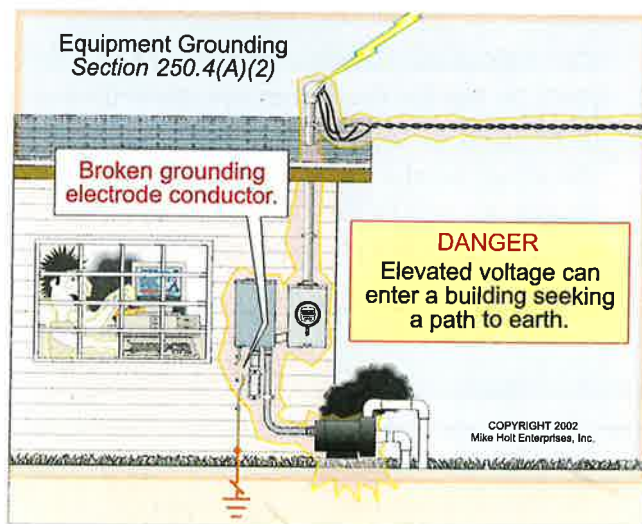 Equipment Grounding
Section 250.4(A)(2)
Broken grounding
electrode conductor.
DANGER
Elevated voltage can
enter a building seeking
a path to earth.
COPYRIGHT 2002
Mike Holt Enterprises, Inc.